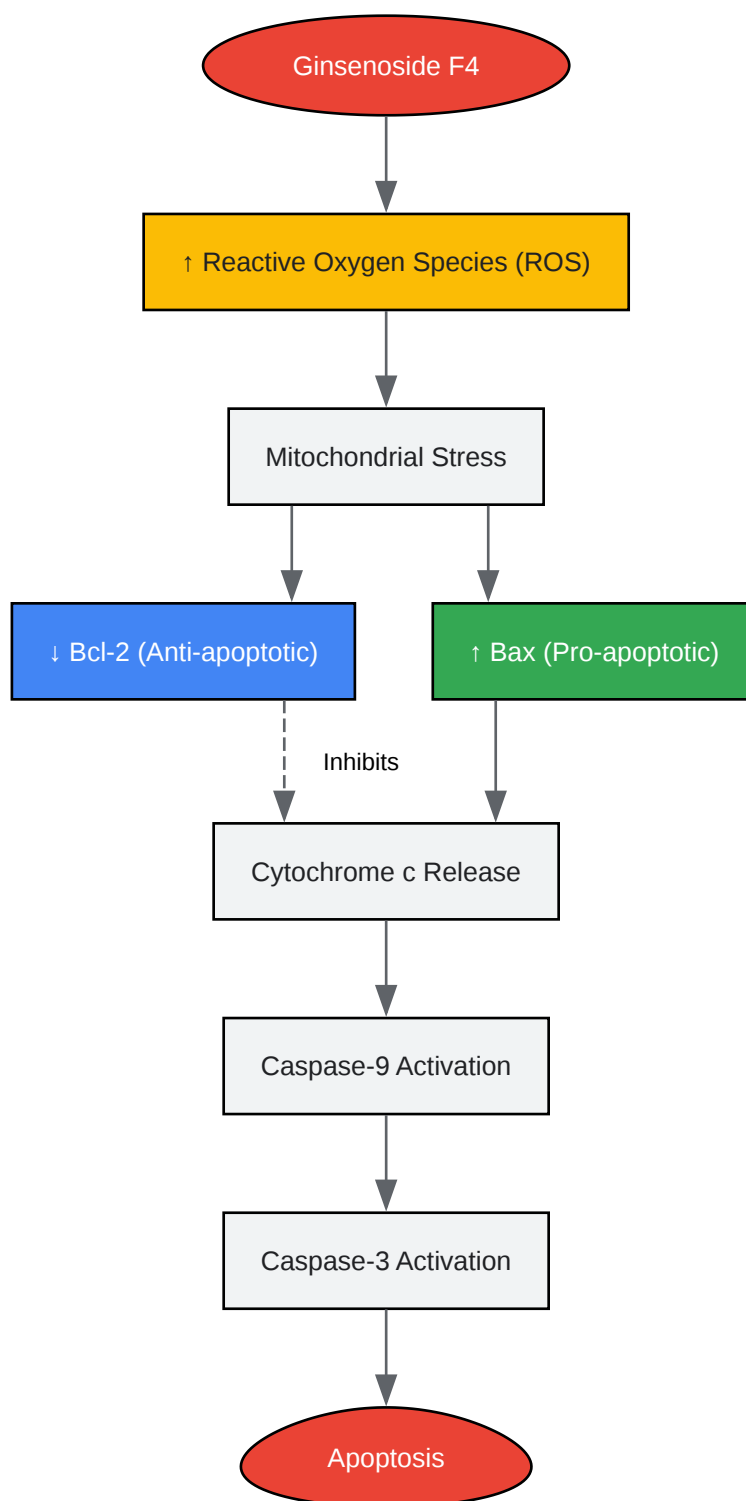 Ginsenoside F4
↑ Reactive Oxygen Species (ROS)
Mitochondrial Stress
↓ Bcl-2 (Anti-apoptotic)
↑ Bax (Pro-apoptotic)
Inhibits
Cytochrome c Release
Caspase-9 Activation
Caspase-3 Activation
Apoptosis